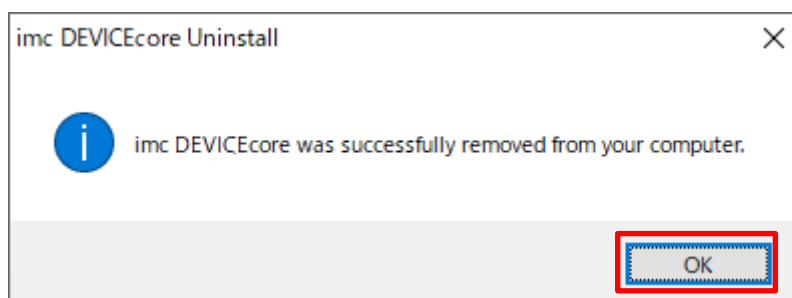 imc DEVICEcore Uninstall
imc DEVICEcore was successfully removed from your computer.
OK